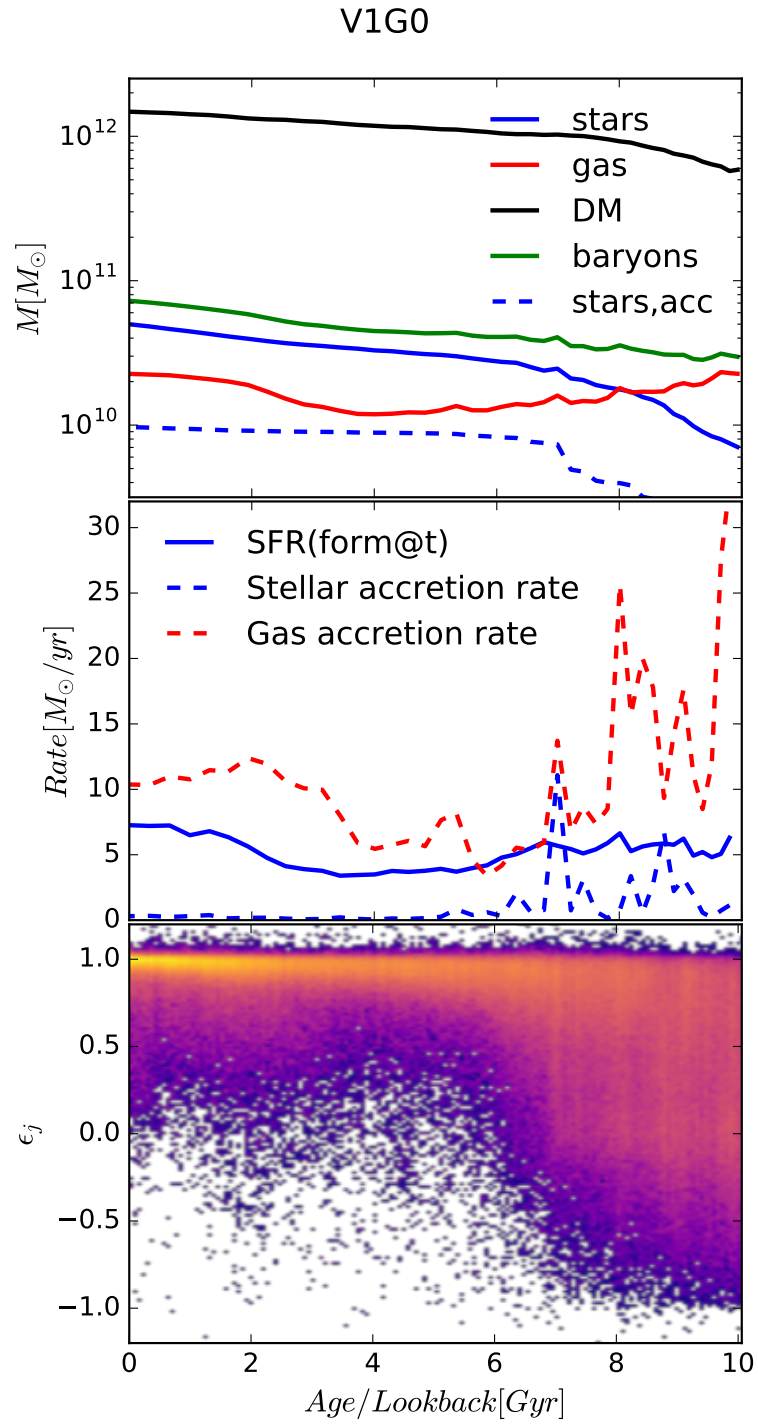 V1G0
10^12
10^11
10^10
M[M_⊙]
stars
gas
DM
baryons
stars,acc
30
25
20
15
10
5
0
Rate[M_⊙/yr]
SFR(form@t)
Stellar accretion rate
Gas accretion rate
1.0
0.5
0.0
−0.5
−1.0
ϵ_j
0 2 4 6 8 10
Age/Lookback[Gyr]